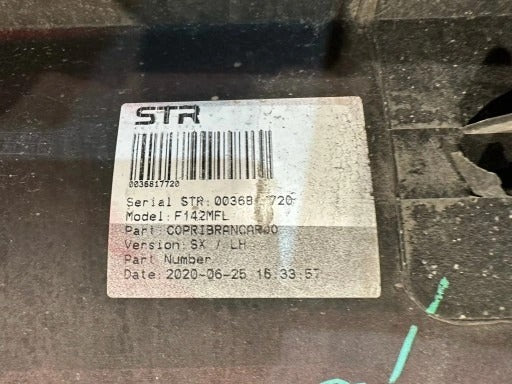 STR
0036817720
Serial STR:
Model: F142MFL
Part: COPRIBRANCARDO
Version: SX / LH
Part Number
Date: 2020-06-25 15:33:57